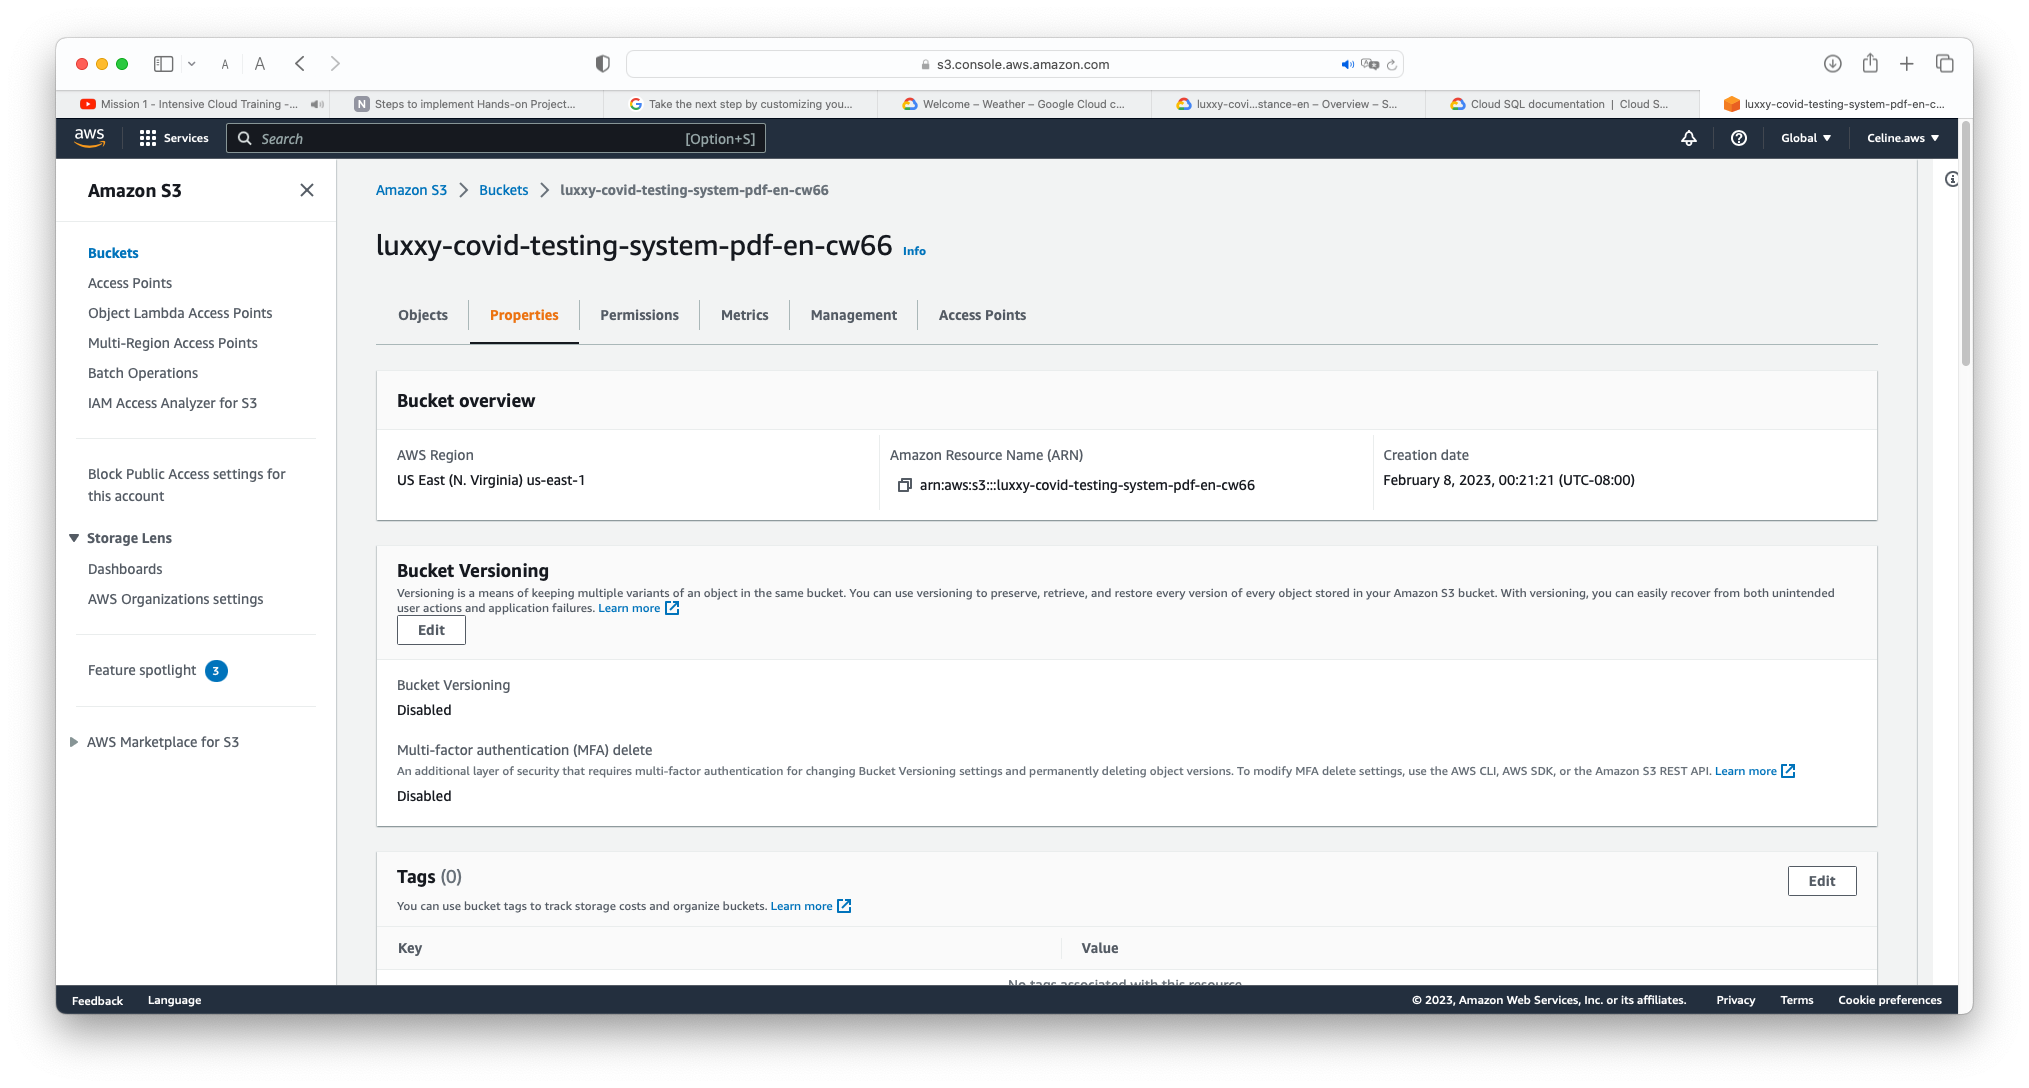 A A
s3.console.aws.amazon.com
Mission 1 - Intensive Cloud Training -...
N Steps to implement Hands-on Project...
G Take the next step by customizing you...
Welcome – Weather – Google Cloud c...
luxxy-covi...stance-en – Overview – S...
Cloud SQL documentation | Cloud S...
luxxy-covid-testing-system-pdf-en-c...
aws Services Search [Option+S] Global Celine.aws
Amazon S3
Buckets
Access Points
Object Lambda Access Points
Multi-Region Access Points
Batch Operations
IAM Access Analyzer for S3
Block Public Access settings for
this account
Storage Lens
Dashboards
AWS Organizations settings
Feature spotlight 3
AWS Marketplace for S3
Amazon S3 > Buckets > luxxy-covid-testing-system-pdf-en-cw66
luxxy-covid-testing-system-pdf-en-cw66 Info
Objects Properties Permissions Metrics Management Access Points
Bucket overview
AWS Region
US East (N. Virginia) us-east-1
Amazon Resource Name (ARN)
arn:aws:s3:::luxxy-covid-testing-system-pdf-en-cw66
Creation date
February 8, 2023, 00:21:21 (UTC-08:00)
Bucket Versioning
Versioning is a means of keeping multiple variants of an object in the same bucket. You can use versioning to preserve, retrieve, and restore every version of every object stored in your Amazon S3 bucket. With versioning, you can easily recover from both unintended
user actions and application failures. Learn more
Edit
Bucket Versioning
Disabled
Multi-factor authentication (MFA) delete
An additional layer of security that requires multi-factor authentication for changing Bucket Versioning settings and permanently deleting object versions. To modify MFA delete settings, use the AWS CLI, AWS SDK, or the Amazon S3 REST API. Learn more
Disabled
Tags (0)
Edit
You can use bucket tags to track storage costs and organize buckets. Learn more
Key Value
No tags associated with this resource
Feedback Language © 2023, Amazon Web Services, Inc. or its affiliates. Privacy Terms Cookie preferences